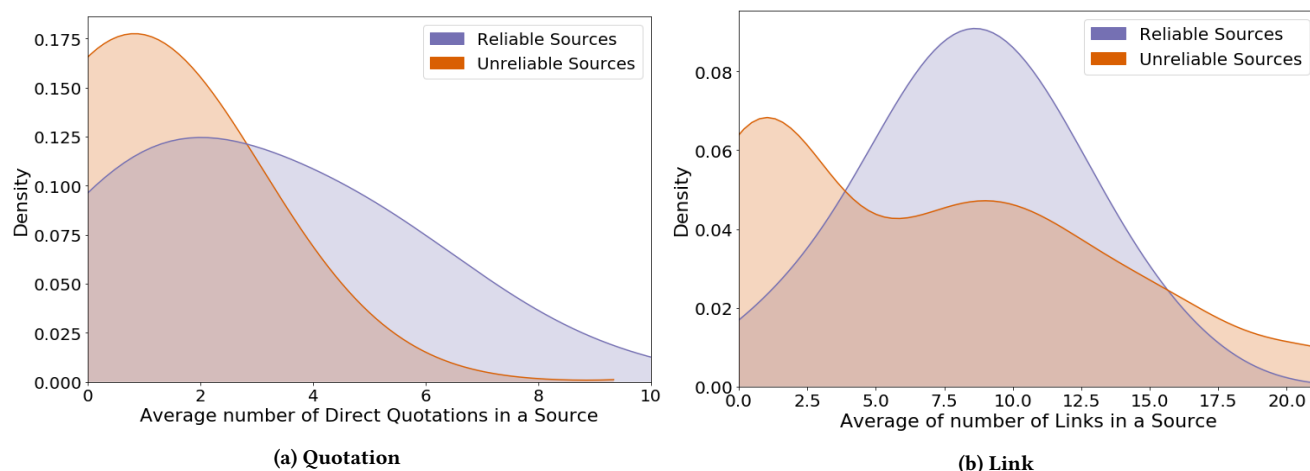 Reliable Sources
Unreliable Sources
0.175
0.150
0.125
0.100
0.075
0.050
0.025
0.000
Density
0 2 4 6 8 10
Average number of Direct Quotations in a Source
(a) Quotation
Reliable Sources
Unreliable Sources
0.08
0.06
0.04
0.02
0.00
Density
0.0 2.5 5.0 7.5 10.0 12.5 15.0 17.5 20.0
Average of number of Links in a Source
(b) Link